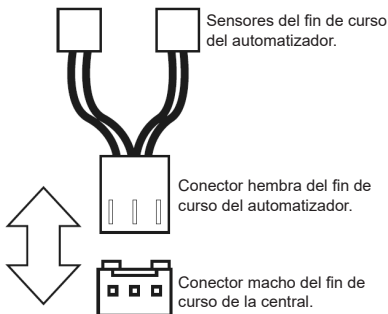 Sensores del fin de curso
del automatizador.
Conector hembra del fin de
curso del automatizador.
Conector macho del fin de
curso de la central.